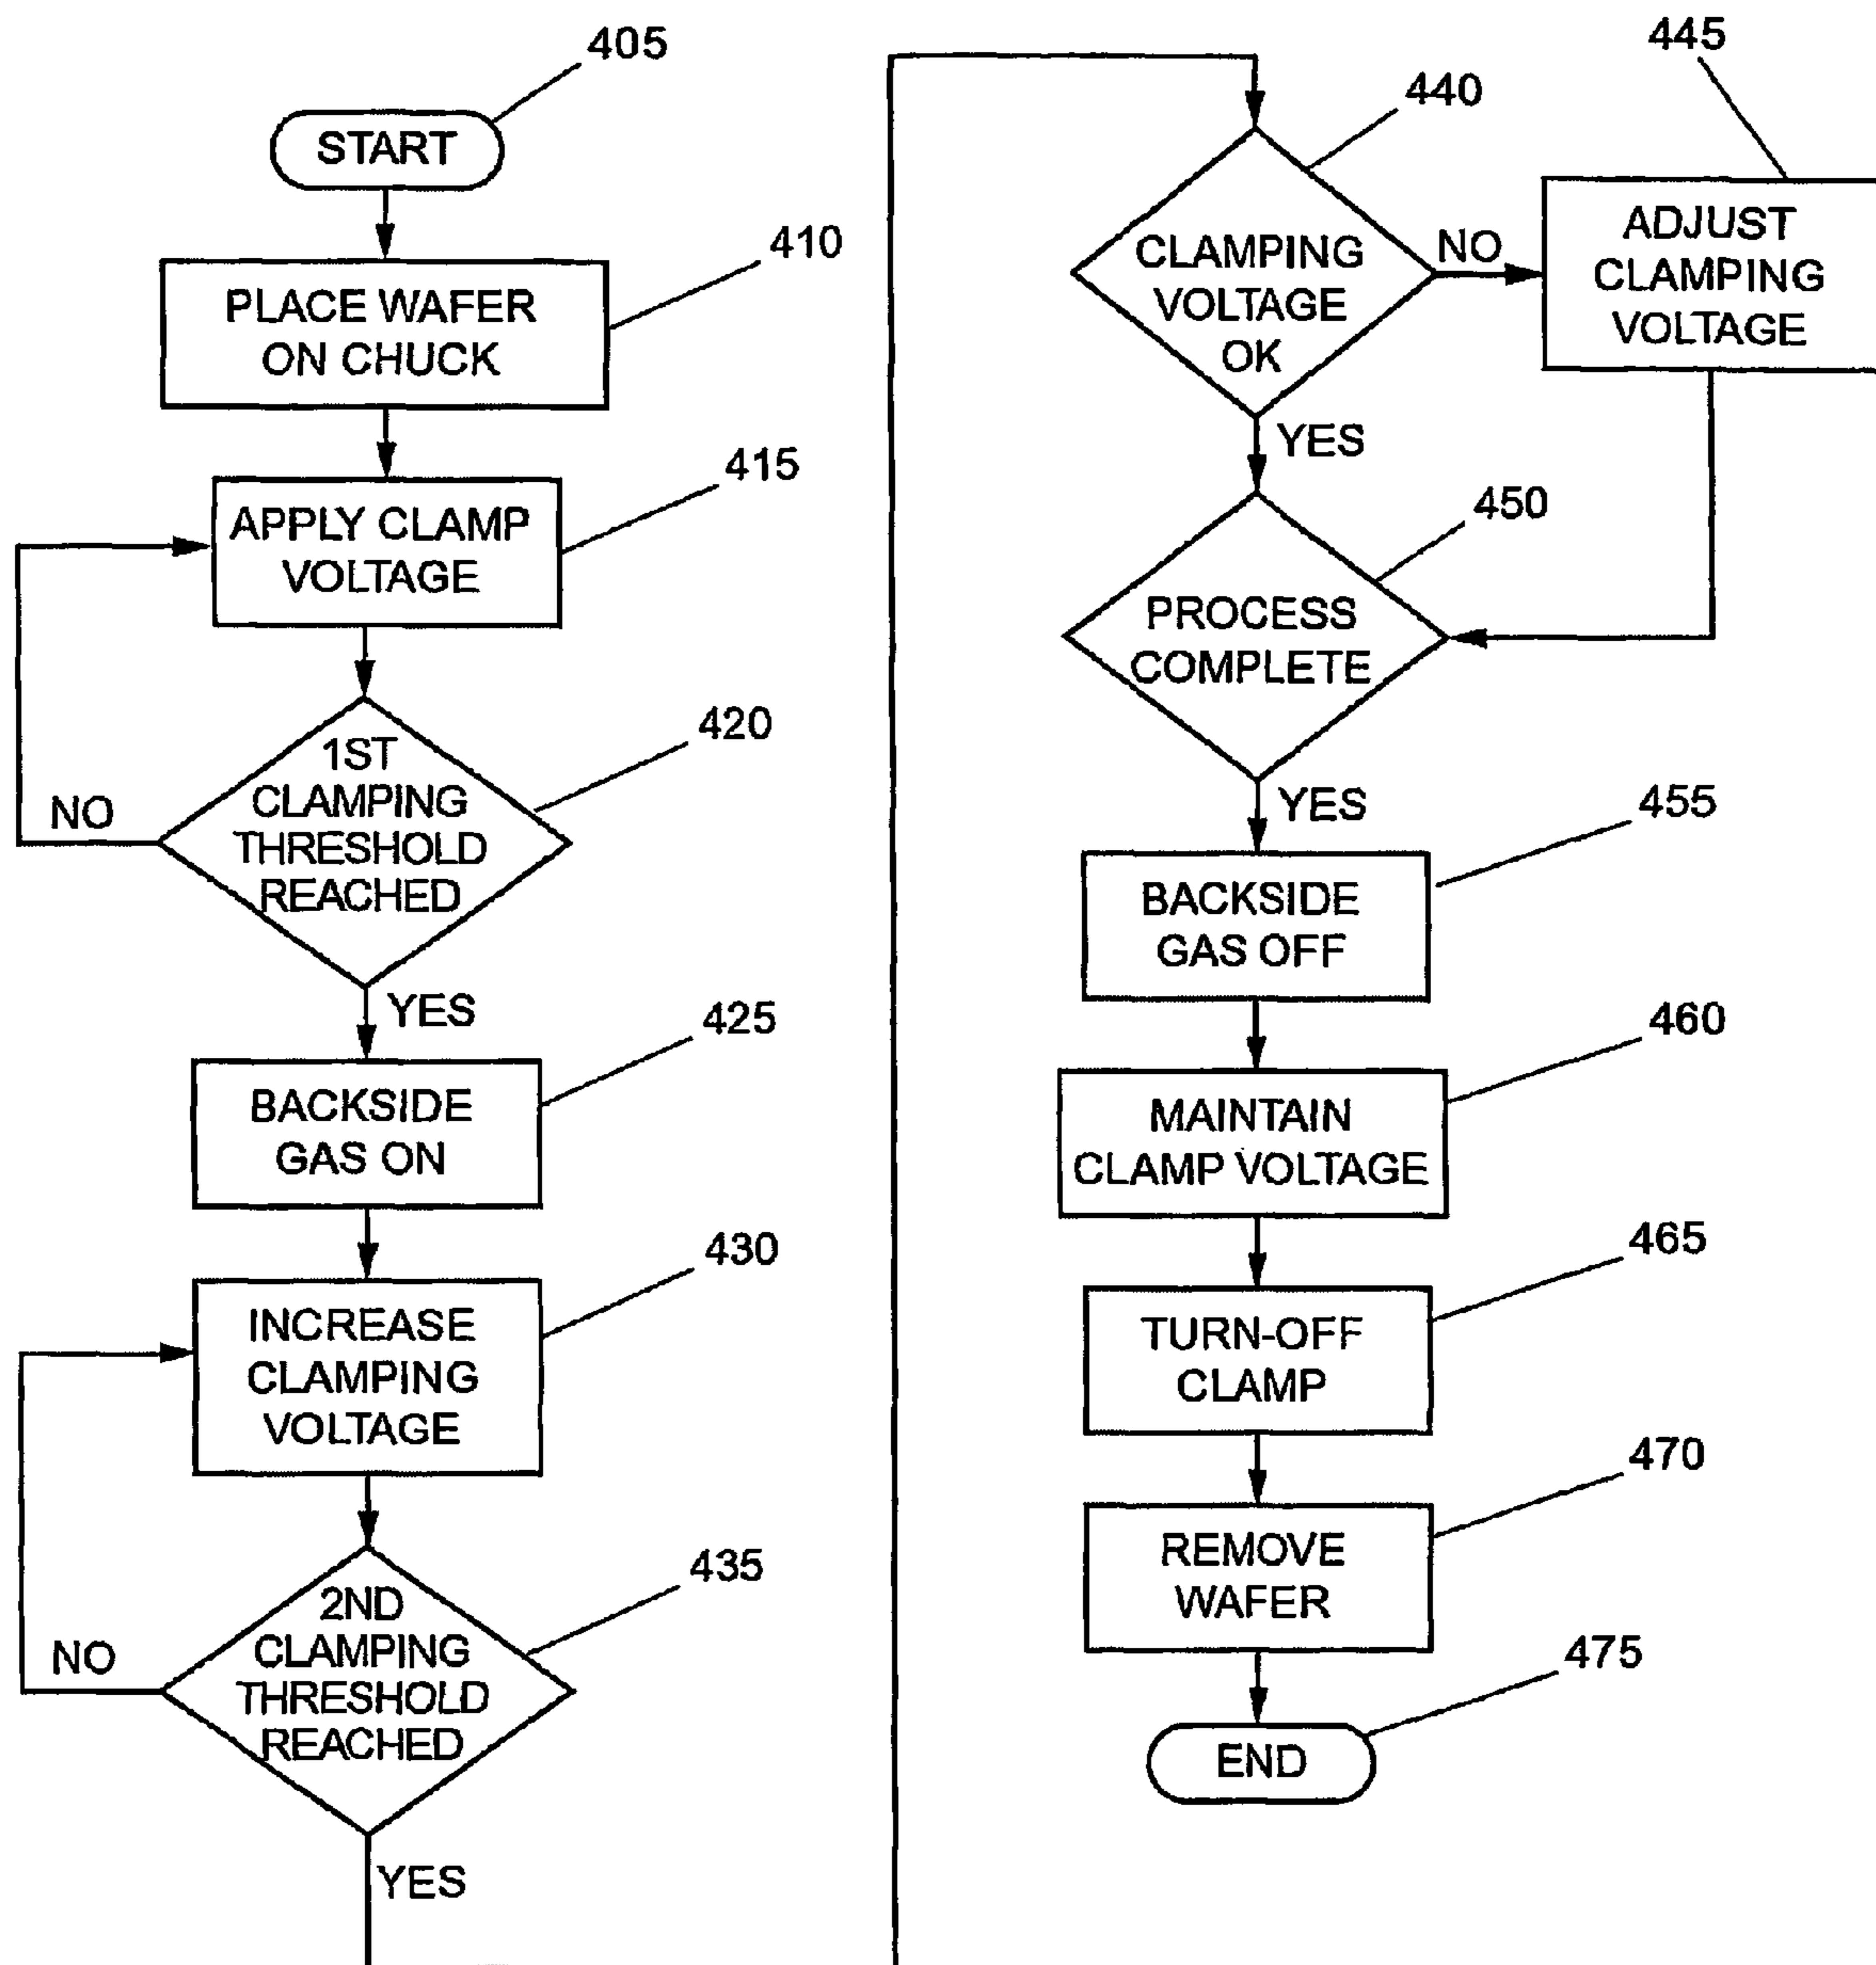 405
START
410
PLACE WAFER
ON CHUCK
415
APPLY CLAMP
VOLTAGE
420
1ST
CLAMPING
THRESHOLD
REACHED
NO
YES
425
BACKSIDE
GAS ON
430
INCREASE
CLAMPING
VOLTAGE
435
2ND
CLAMPING
THRESHOLD
REACHED
NO
YES
440
CLAMPING
VOLTAGE
OK
NO
445
ADJUST
CLAMPING
VOLTAGE
YES
450
PROCESS
COMPLETE
YES
455
BACKSIDE
GAS OFF
460
MAINTAIN
CLAMP VOLTAGE
465
TURN-OFF
CLAMP
470
REMOVE
WAFER
475
END